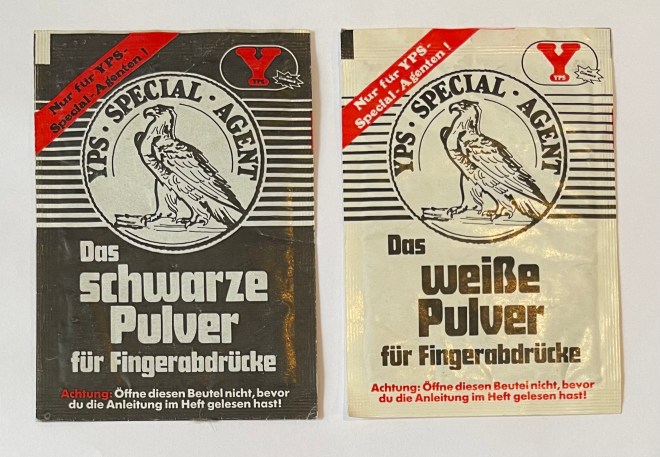 Nur für YPS-
Special-Agenten!
Y
YPS
YPS · SPECIAL · AGENT
Das
schwarze
Pulver
für Fingerabdrücke
Achtung: Öffne diesen Beutel nicht, bevor
du die Anleitung im Heft gelesen hast!
Nur für YPS-
Special-Agenten!
Y
YPS
YPS · SPECIAL · AGENT
Das
weiße
Pulver
für Fingerabdrücke
Achtung: Öffne diesen Beutel nicht, bevor
du die Anleitung im Heft gelesen hast!